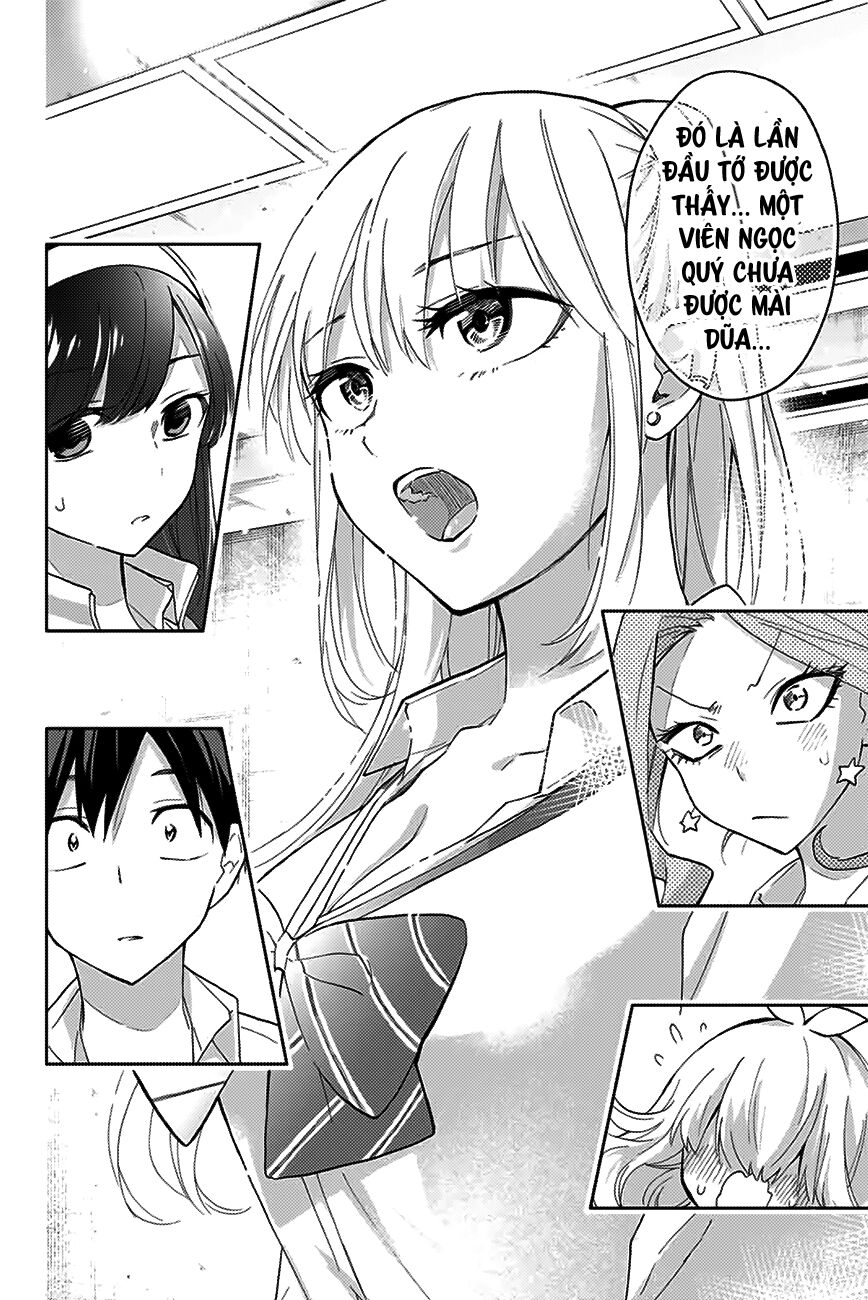 ĐÓ LÀ LẦN
ĐẦU TỚ ĐƯỢC
THẤY... MỘT
VIÊN NGỌC
QUÝ CHƯA
ĐƯỢC MÀI
DŨA...